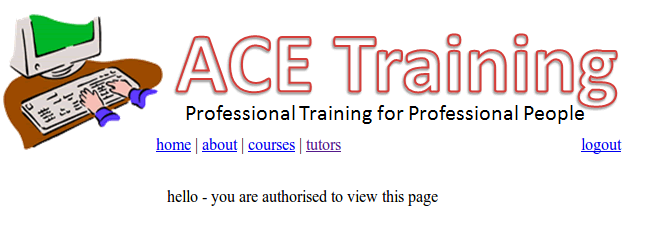 ACE Training
Professional Training for Professional People
home | about | courses | tutors logout
hello - you are authorised to view this page